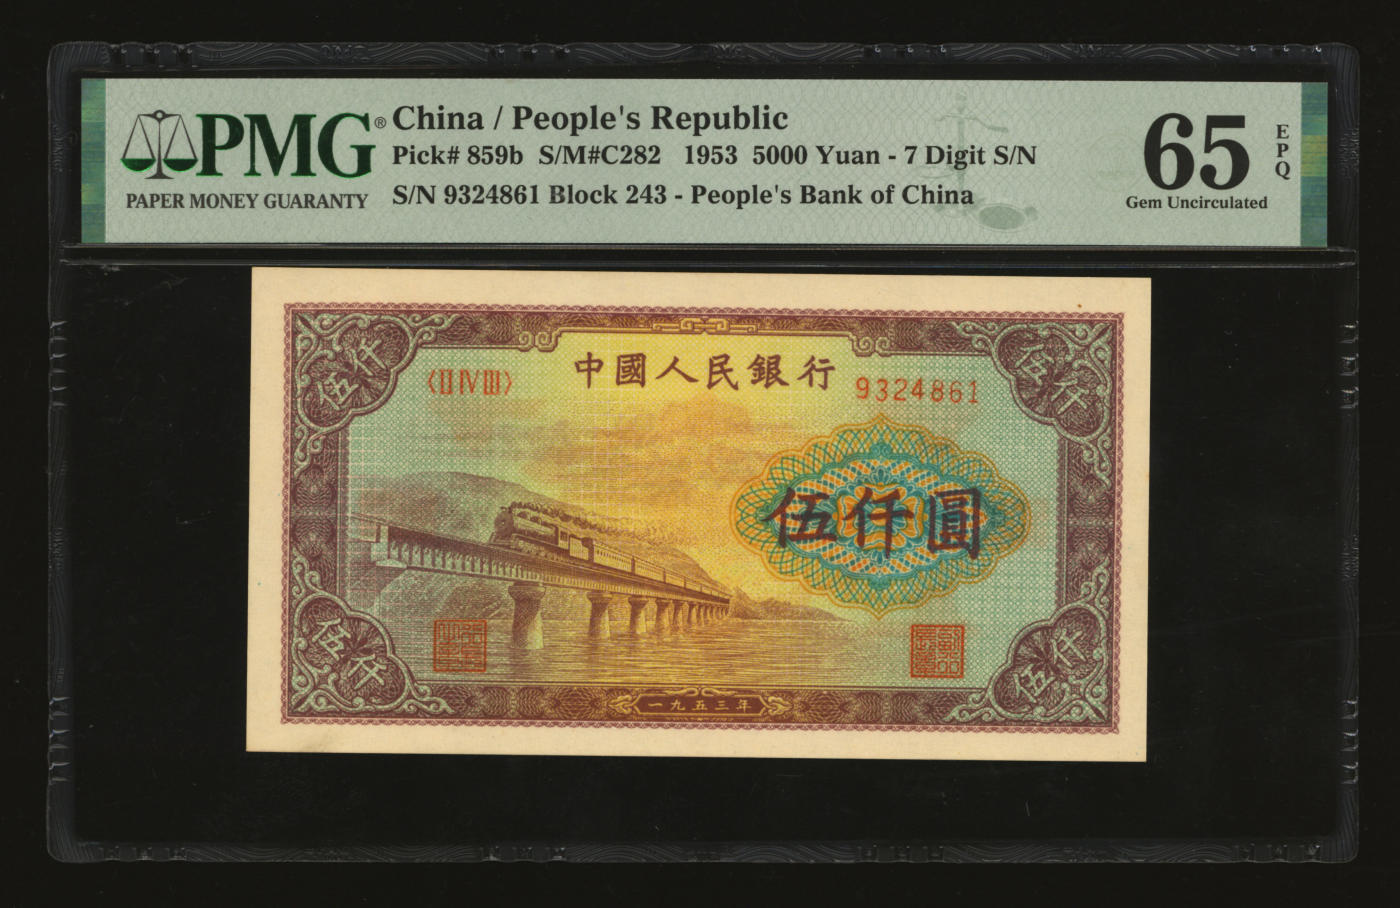 PMG® China / People's Republic
Pick# 859b S/M#C282 1953 5000 Yuan - 7 Digit S/N
S/N 9324861 Block 243 - People's Bank of China
PAPER MONEY GUARANTY
65 EPQ
Gem Uncirculated
伍仟
伍仟
中國人民銀行
〈II IV III〉
9324861
伍仟圓
伍仟
伍仟
一九五三年